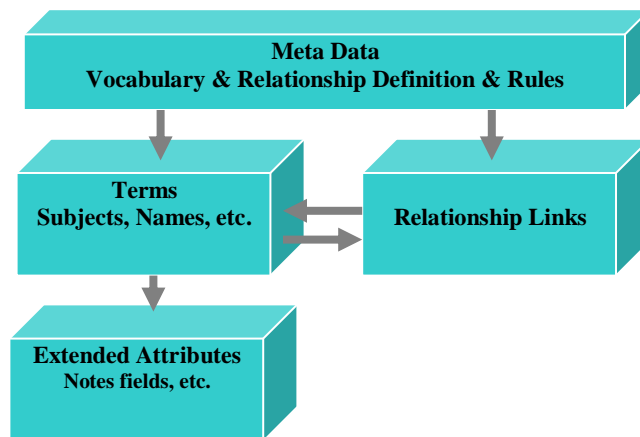 Meta Data
Vocabulary & Relationship Definition & Rules
Terms
Subjects, Names, etc.
Relationship Links
Extended Attributes
Notes fields, etc.